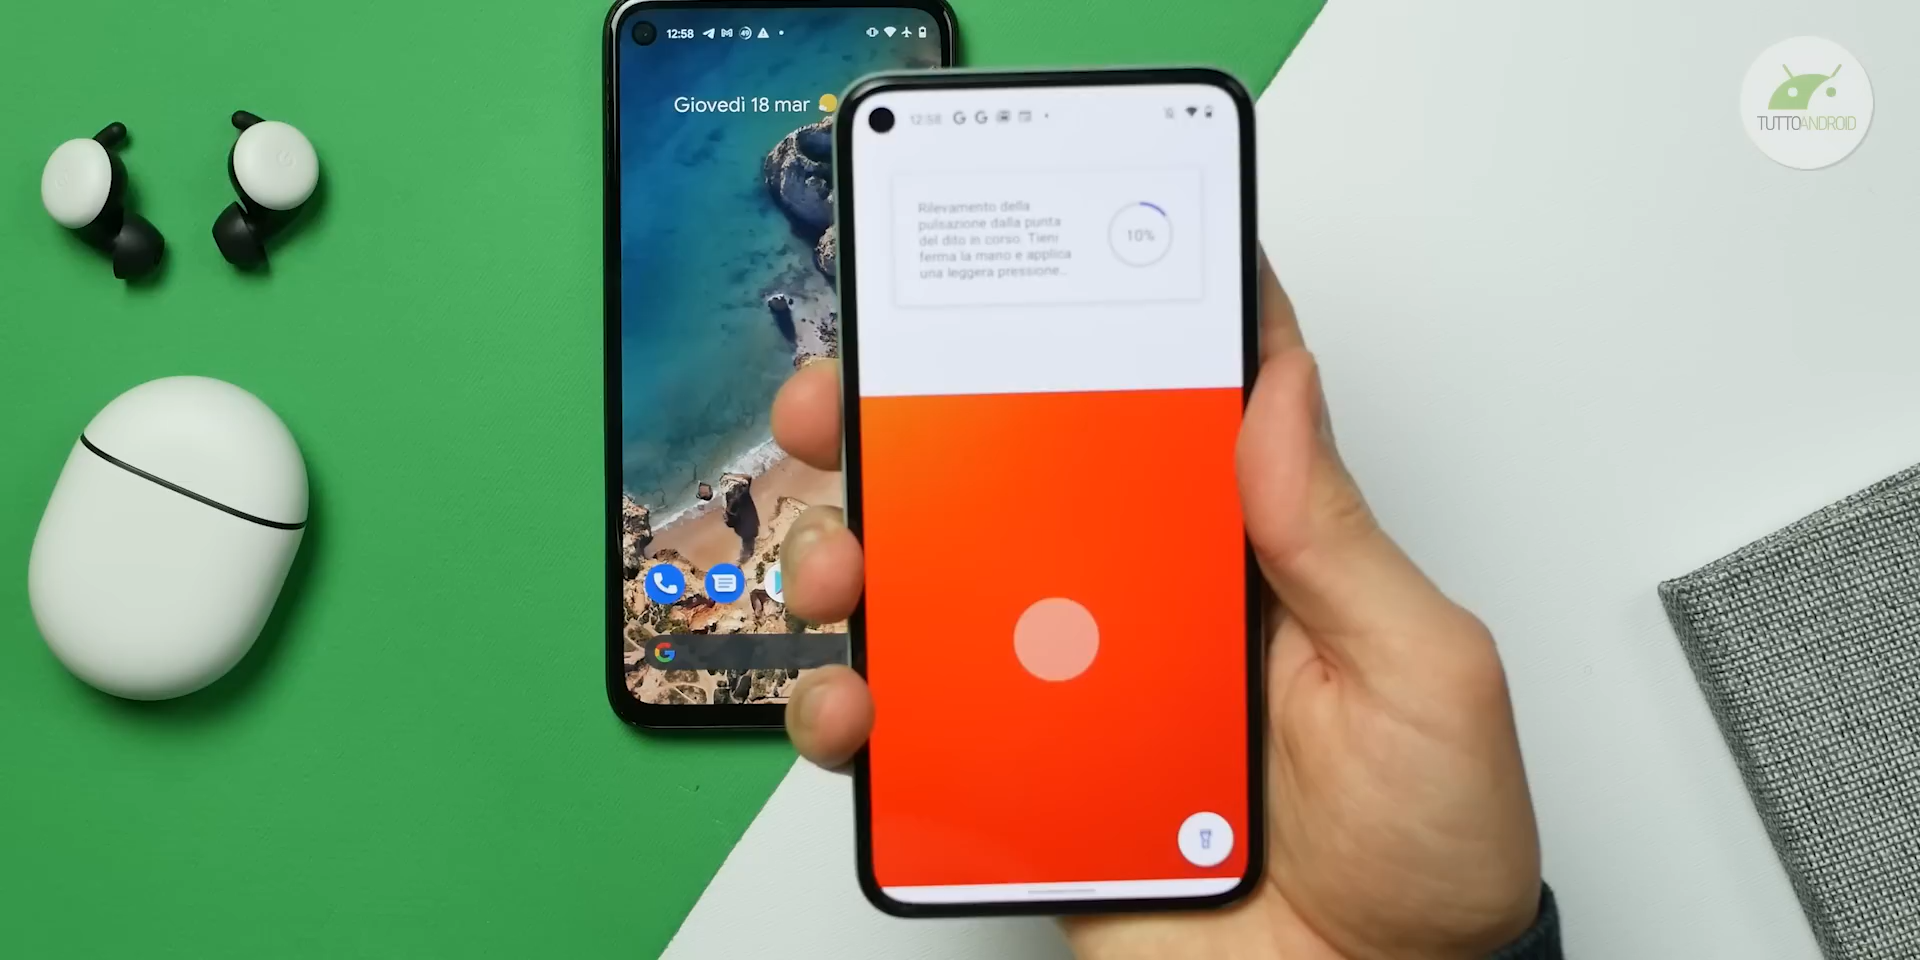 12:58
Giovedì 18 mar
12:58
Rilevamento della
pulsazione dalla punta
del dito in corso. Tieni
ferma la mano e applica
una leggera pressione...
10%
TUTTOANDROID